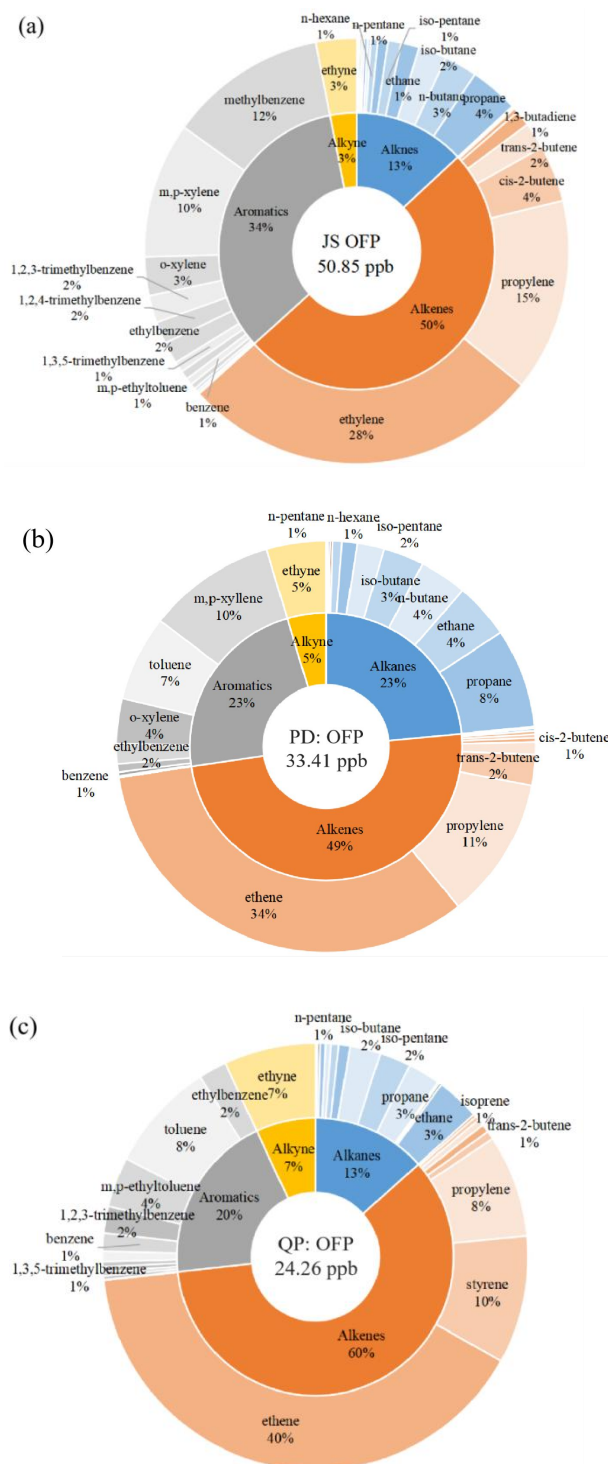 (a)
n-hexane
1%
n-pentane
1%
iso-pentane
1%
iso-butane
2%
ethane
1%
n-butane
3%
propane
4%
1,3-butadiene
1%
trans-2-butene
2%
cis-2-butene
4%
propylene
15%
ethylene
28%
benzene
1%
m,p-ethyltoluene
1%
1,3,5-trimethylbenzene
1%
ethylbenzene
2%
1,2,4-trimethylbenzene
2%
1,2,3-trimethylbenzene
2%
o-xylene
3%
m,p-xylene
10%
methylbenzene
12%
ethyne
3%
Alkyne
3%
Alknes
13%
Aromatics
34%
Alkenes
50%
JS OFP
50.85 ppb
(b)
n-pentane
1%
n-hexane
1%
iso-pentane
2%
iso-butane
3%
n-butane
4%
ethane
4%
propane
8%
cis-2-butene
1%
trans-2-butene
2%
propylene
11%
ethene
34%
benzene
1%
ethylbenzene
2%
o-xylene
4%
toluene
7%
m,p-xyllene
10%
ethyne
5%
Alkyne
5%
Alkanes
23%
Aromatics
23%
Alkenes
49%
PD: OFP
33.41 ppb
(c)
n-pentane
1%
iso-butane
2%
iso-pentane
2%
propane
3%
ethane
3%
isoprene
1%
trans-2-butene
1%
propylene
8%
styrene
10%
ethene
40%
1,3,5-trimethylbenzene
1%
benzene
1%
1,2,3-trimethylbenzene
2%
m,p-ethyltoluene
4%
toluene
8%
ethylbenzene
2%
ethyne
7%
Alkyne
7%
Alkanes
13%
Aromatics
20%
Alkenes
60%
QP: OFP
24.26 ppb